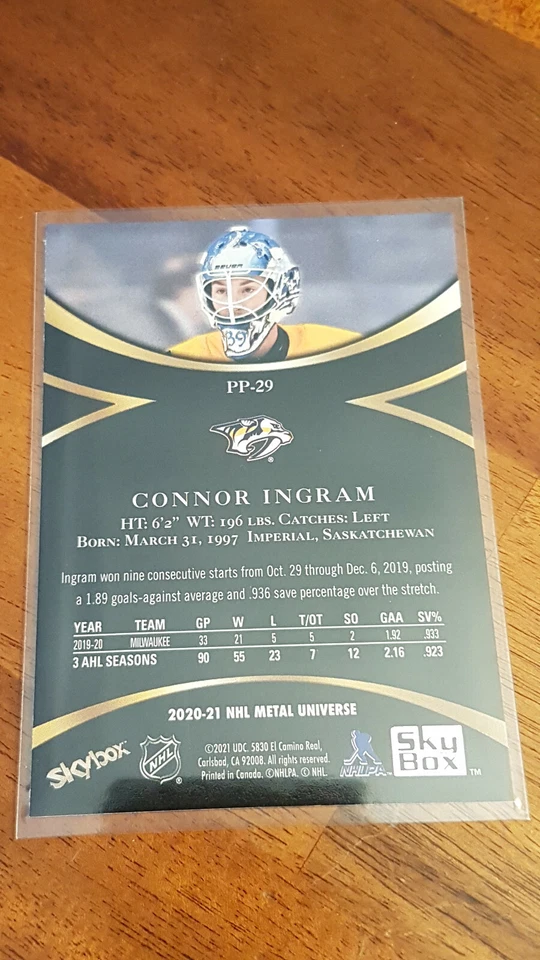 BAUER
39
PP-29
CONNOR INGRAM
HT: 6'2" WT: 196 LBS. CATCHES: LEFT
BORN: MARCH 31, 1997 IMPERIAL, SASKATCHEWAN
Ingram won nine consecutive starts from Oct. 29 through Dec. 6, 2019, posting
a 1.89 goals-against average and .936 save percentage over the stretch.
YEAR TEAM GP W L T/OT SO GAA SV%
2019-20 MILWAUKEE 33 21 5 5 2 1.92 .933
3 AHL SEASONS 90 55 23 7 12 2.16 .923
2020-21 NHL METAL UNIVERSE
skybox
NHL ®
©2021 UDC. 5830 El Camino Real,
Carlsbad, CA 92008. All rights reserved.
Printed in Canada. ©NHLPA. © NHL.
NHLPA
Sky
Box ™